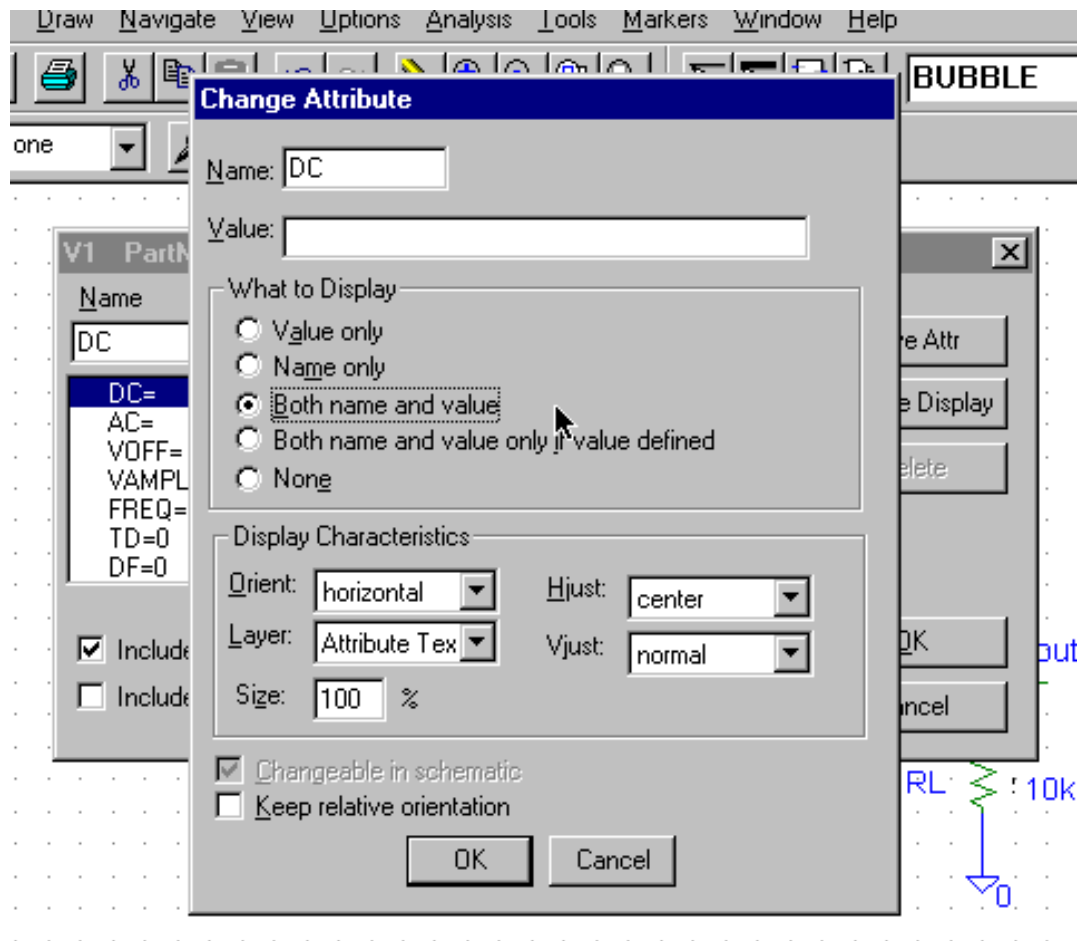 Draw Navigate View Options Analysis Tools Markers Window Help
BUBBLE
one
Change Attribute
Name: DC
Value:
What to Display
Value only
Name only
Both name and value
Both name and value only if value defined
None
Display Characteristics
Orient: horizontal
Hjust: center
Layer: Attribute Tex
Vjust: normal
Size: 100 %
Changeable in schematic
Keep relative orientation
OK Cancel
V1 PartN
Name
DC
DC=
AC=
VOFF=
VAMPL
FREQ=
TD=0
DF=0
Include
Include
e Attr
e Display
elete
OK
ncel
out
RL
10k
0